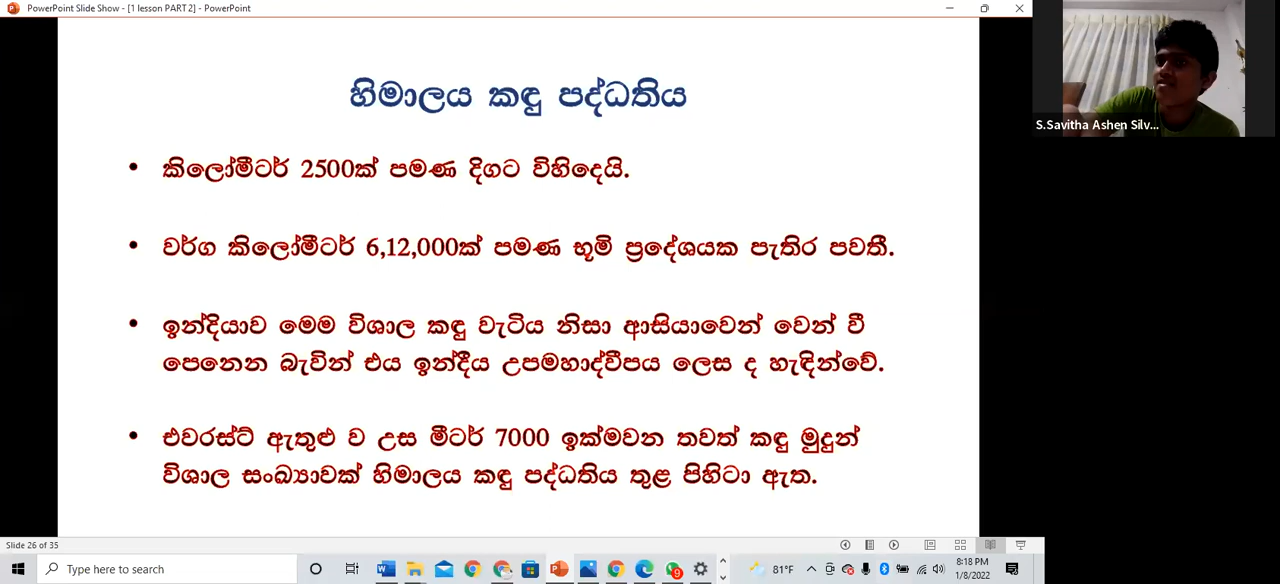 PowerPoint Slide Show - [1 lesson PART 2] - PowerPoint
S.Savitha Ashen Silv...
හිමාලය කඳු පද්ධතිය
• කිලෝමීටර් 2500ක් පමණ දිගට විහිදෙයි.
• වර්ග කිලෝමීටර් 6,12,000ක් පමණ භූමි ප්‍රදේශයක පැතිර පවතී.
• ඉන්දියාව මෙම විශාල කඳු වැටිය නිසා ආසියාවෙන් වෙන් වී
පෙනෙන බැවින් එය ඉන්දීය උපමහාද්වීපය ලෙස ද හැඳින්වේ.
• එවරස්ට් ඇතුළු ව උස මීටර් 7000 ඉක්මවන තවත් කඳු මුදුන්
විශාල සංඛ්‍යාවක් හිමාලය කඳු පද්ධතිය තුළ පිහිටා ඇත.
Slide 26 of 35
Type here to search
9
81°F
8:18 PM
1/8/2022